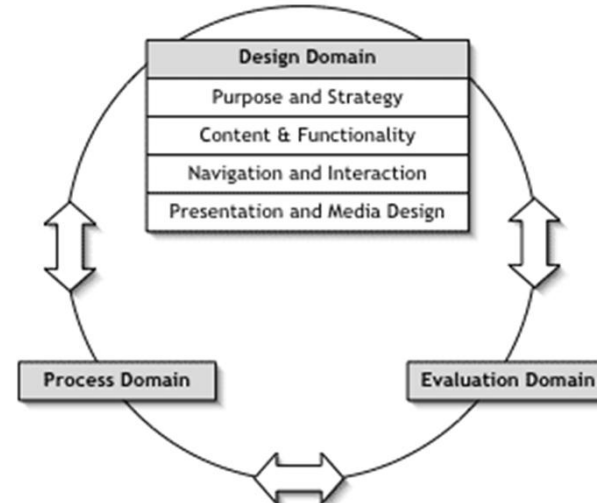 Design Domain
Purpose and Strategy
Content & Functionality
Navigation and Interaction
Presentation and Media Design
Process Domain
Evaluation Domain